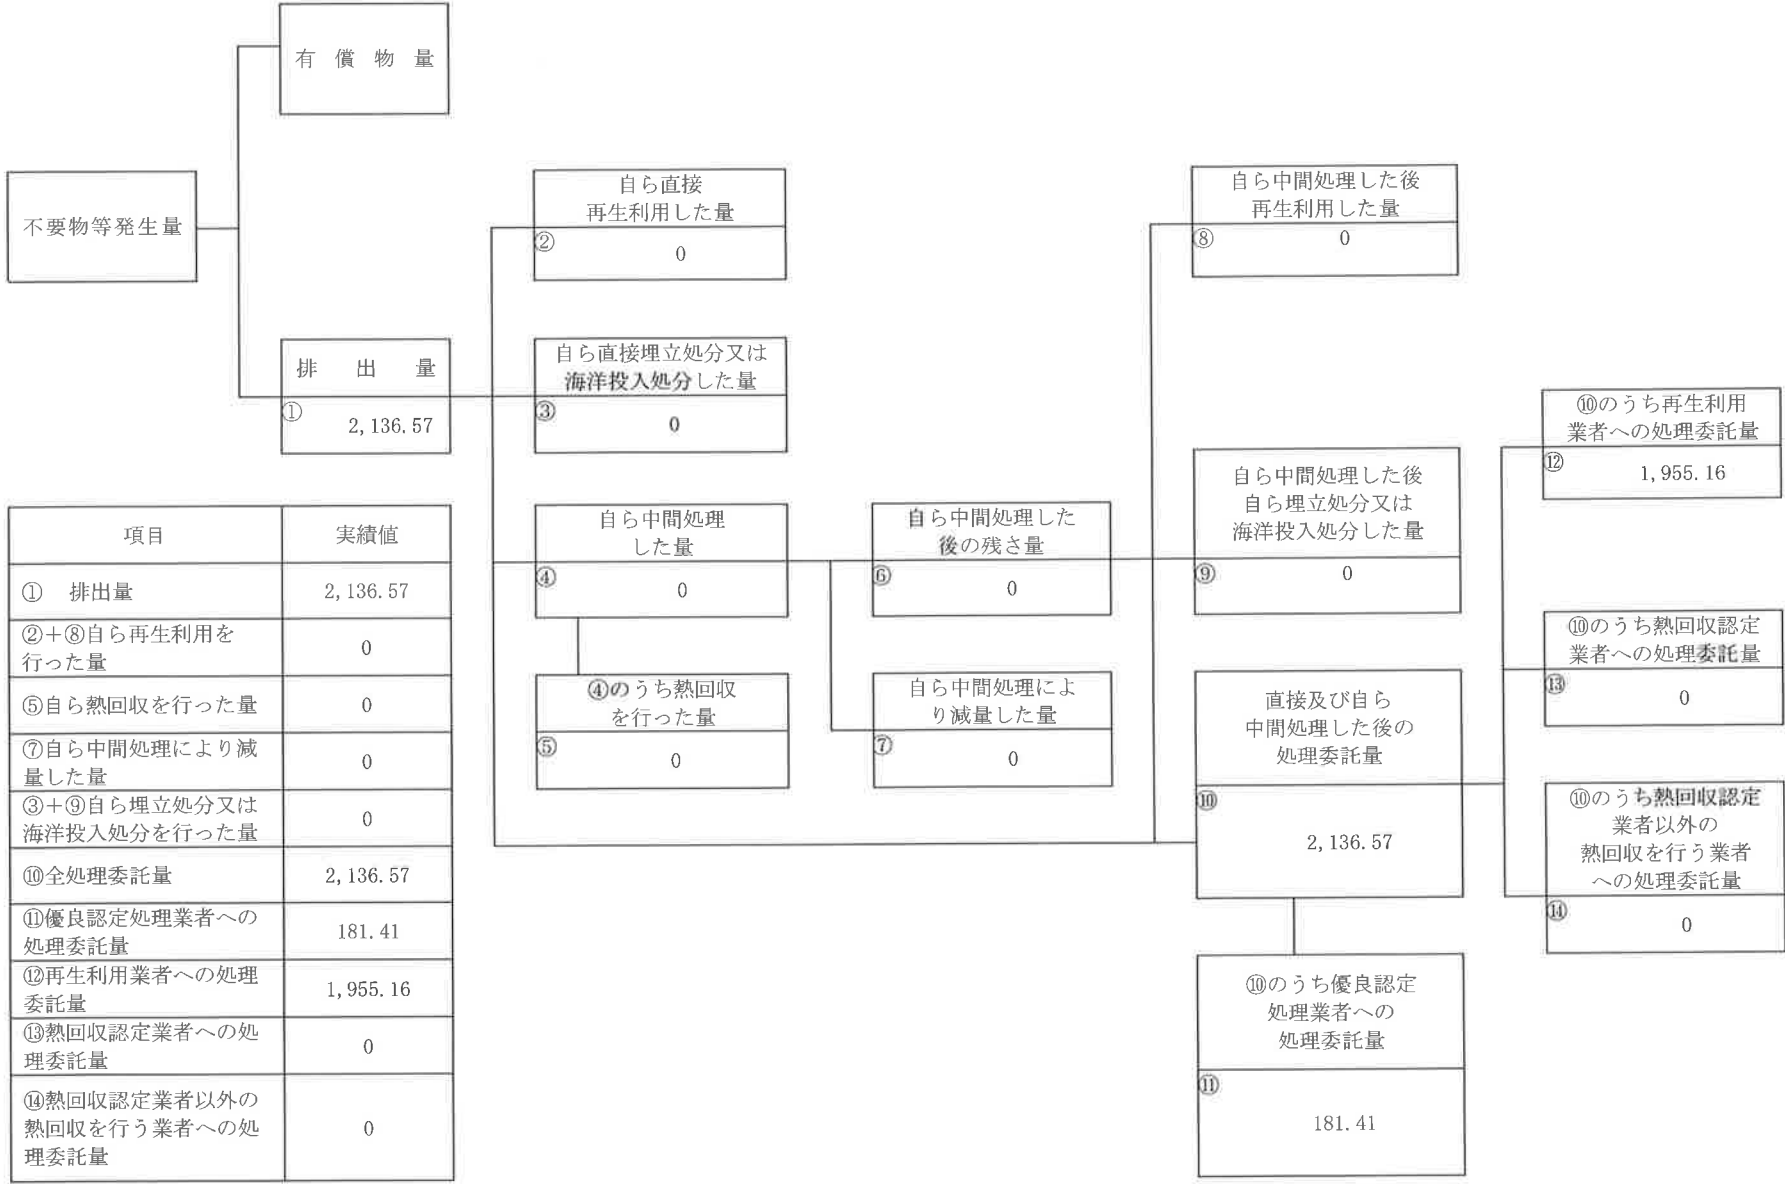 有償物量
不要物等発生量
排出量
①
2,136.57
自ら直接
再生利用した量
②
0
自ら直接埋立処分又は
海洋投入処分した量
③
0
自ら中間処理
した量
④
0
④のうち熱回収
を行った量
⑤
0
自ら中間処理した
後の残さ量
⑥
0
自ら中間処理によ
り減量した量
⑦
0
自ら中間処理した後
再生利用した量
⑧
0
自ら中間処理した後
自ら埋立処分又は
海洋投入処分した量
⑨
0
直接及び自ら
中間処理した後の
処理委託量
⑩
2,136.57
⑩のうち優良認定
処理業者への
処理委託量
⑪
181.41
⑩のうち再生利用
業者への処理委託量
⑫
1,955.16
⑩のうち熱回収認定
業者への処理委託量
⑬
0
⑩のうち熱回収認定
業者以外の
熱回収を行う業者
への処理委託量
⑭
0
項目 実績値
① 排出量 2,136.57
②+⑧自ら再生利用を
行った量 0
⑤自ら熱回収を行った量 0
⑦自ら中間処理により減
量した量 0
③+⑨自ら埋立処分又は
海洋投入処分を行った量 0
⑩全処理委託量 2,136.57
⑪優良認定処理業者への
処理委託量 181.41
⑫再生利用業者への処理
委託量 1,955.16
⑬熱回収認定業者への処
理委託量 0
⑭熱回収認定業者以外の
熱回収を行う業者への処
理委託量 0